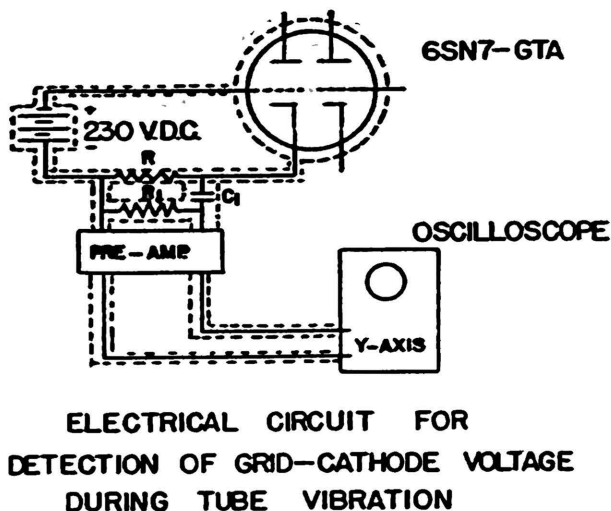 6SN7-GTA
230 V.D.C.
R
R1
C1
PRE-AMP.
OSCILLOSCOPE
Y-AXIS
ELECTRICAL CIRCUIT FOR
DETECTION OF GRID-CATHODE VOLTAGE
DURING TUBE VIBRATION